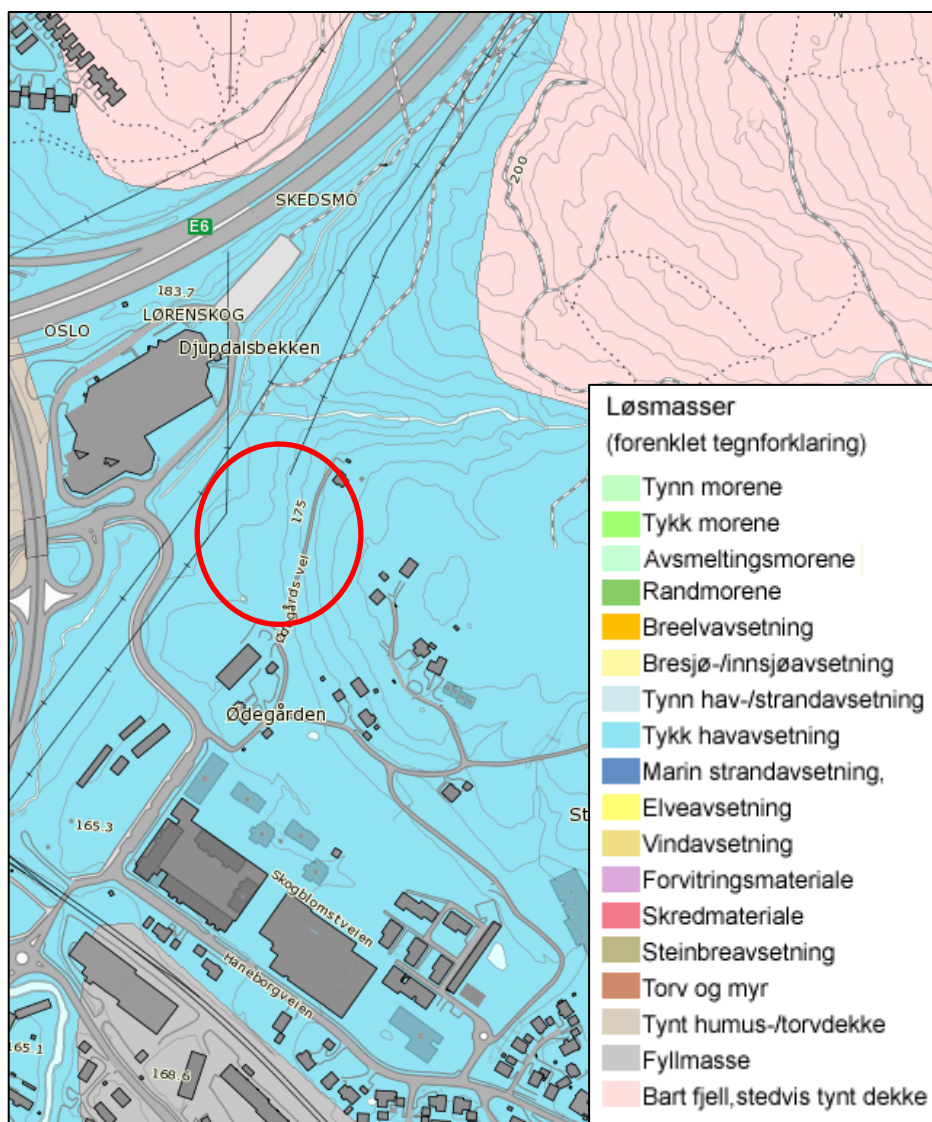 SKEDSMO
200
E6
183.7
LØRENSKOG
OSLO
Djupdalsbekken
175
Ødegården
165.3
Skogblomstveien
Haneborgveien
165.1
168.6
St
Løsmasser
(forenklet tegnforklaring)
Tynn morene
Tykk morene
Avsmeltingsmorene
Randmorene
Breelvavsetning
Bresjø-/innsjøavsetning
Tynn hav-/strandavsetning
Tykk havavsetning
Marin strandavsetning,
Elveavsetning
Vindavsetning
Forvitringsmateriale
Skredmateriale
Steinbreavsetning
Torv og myr
Tynt humus-/torvdekke
Fyllmasse
Bart fjell,stedvis tynt dekke